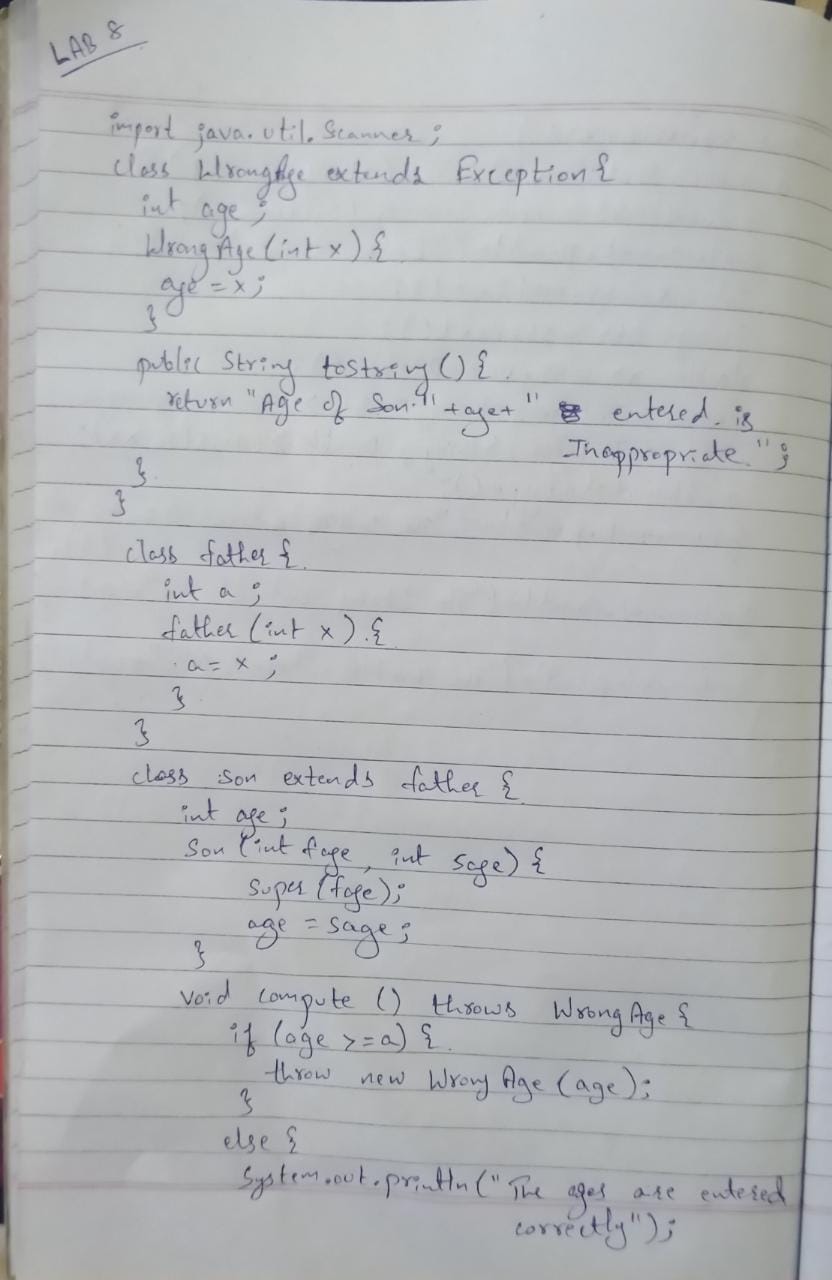 LAB 8
import java.util.Scanner;
class WrongAge extends Exception{
int age;
WrongAge(int x){
age=x;
}
public String toString(){
return "Age of Son:"+age+" entered is
Inappropriate.";
}
}
class father{
int a;
father(int x){
a=x;
}
}
class son extends father{
int age;
son(int fage, int sage){
super(fage);
age=sage;
}
void compute() throws WrongAge{
if(age>=a){
throw new WrongAge(age);
}
else{
System.out.println("The ages are entered
correctly");